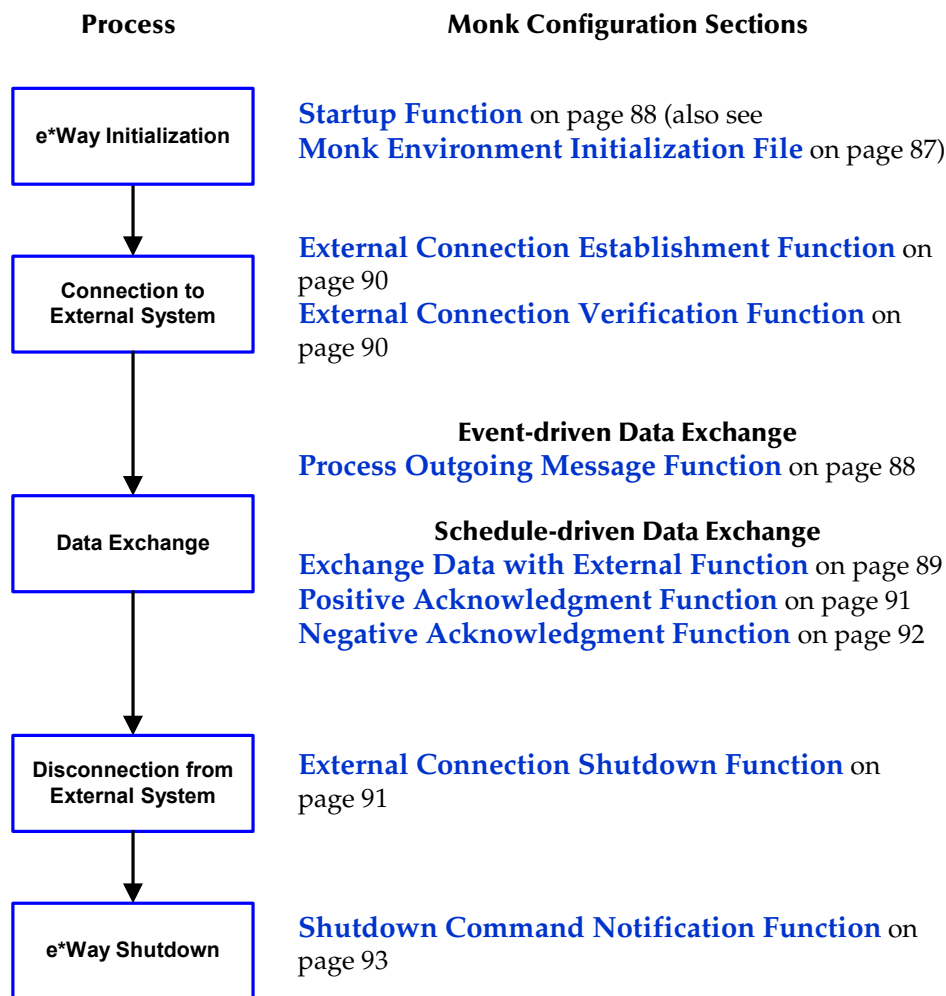 Process
Monk Configuration Sections
e*Way Initialization
Startup Function on page 88 (also see
Monk Environment Initialization File on page 87)
Connection to
External System
External Connection Establishment Function on
page 90
External Connection Verification Function on
page 90
Data Exchange
Event-driven Data Exchange
Process Outgoing Message Function on page 88
Schedule-driven Data Exchange
Exchange Data with External Function on page 89
Positive Acknowledgment Function on page 91
Negative Acknowledgment Function on page 92
Disconnection from
External System
External Connection Shutdown Function on
page 91
e*Way Shutdown
Shutdown Command Notification Function on
page 93